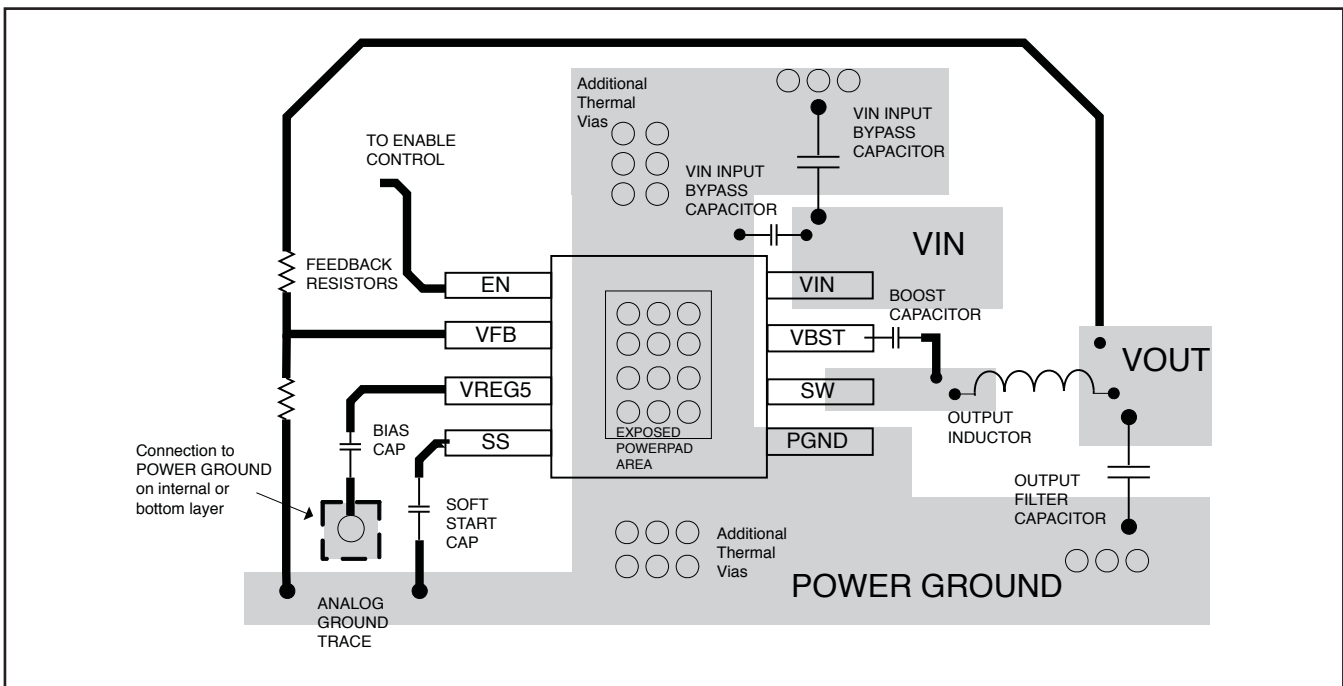 Additional
Thermal
Vias
VIN INPUT
BYPASS
CAPACITOR
TO ENABLE
CONTROL
VIN INPUT
BYPASS
CAPACITOR
VIN
FEEDBACK
RESISTORS
EN
VIN
BOOST
CAPACITOR
VFB
VBST
VOUT
VREG5
SW
OUTPUT
INDUCTOR
BIAS
CAP
SS
EXPOSED
POWERPAD
AREA
PGND
Connection to
POWER GROUND
on internal or
bottom layer
SOFT
START
CAP
OUTPUT
FILTER
CAPACITOR
Additional
Thermal
Vias
POWER GROUND
ANALOG
GROUND
TRACE